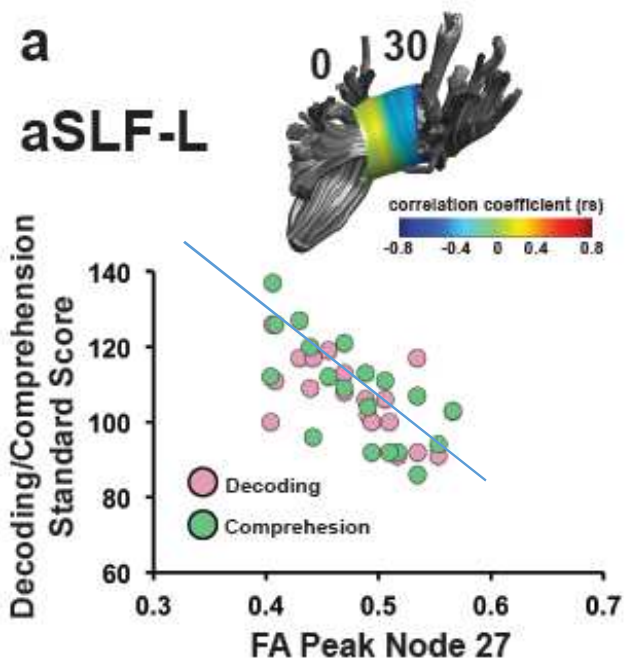 a
0 30
aSLF-L
correlation coefficient (rs)
-0.8 -0.4 0 0.4 0.8
Decoding/Comprehension
Standard Score
140
120
100
80
60
Decoding
Comprehesion
0.3 0.4 0.5 0.6 0.7
FA Peak Node 27